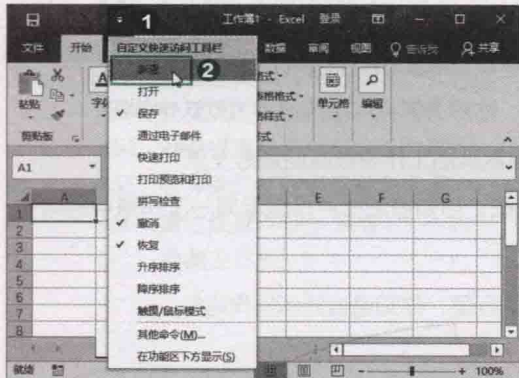 1
工作簿1 - Excel 登录
文件 开始 数据 审阅 视图 告诉我 共享
自定义快速访问工具栏
新建 2
打开
保存
通过电子邮件
快速打印
打印预览和打印
拼写检查
撤消
恢复
升序排序
降序排序
触摸/鼠标模式
其他命令(M)...
在功能区下方显示(S)
粘贴
剪贴板
单元格 编辑
A1
A E F G
1
2
3
4
5
6
7
8
就绪 100%